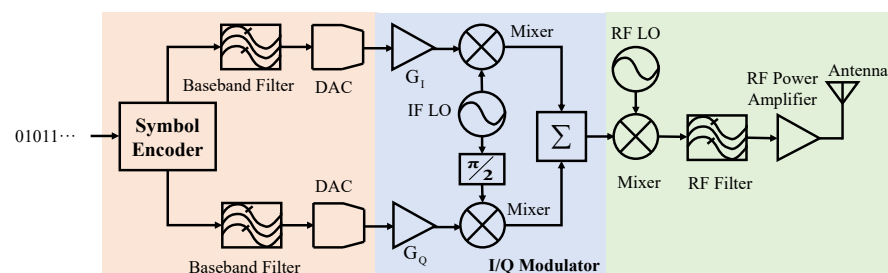 Baseband Filter
DAC
G_I
Mixer
RF LO
RF Power
Amplifier
Antenna
01011···
Symbol
Encoder
IF LO
π/2
Σ
Mixer
RF Filter
DAC
Mixer
Baseband Filter
G_Q
I/Q Modulator